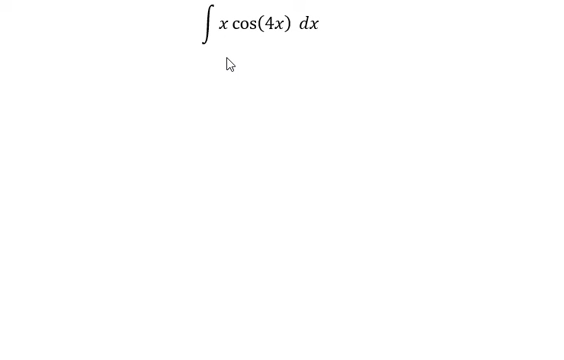 ∫ x cos(4x) dx